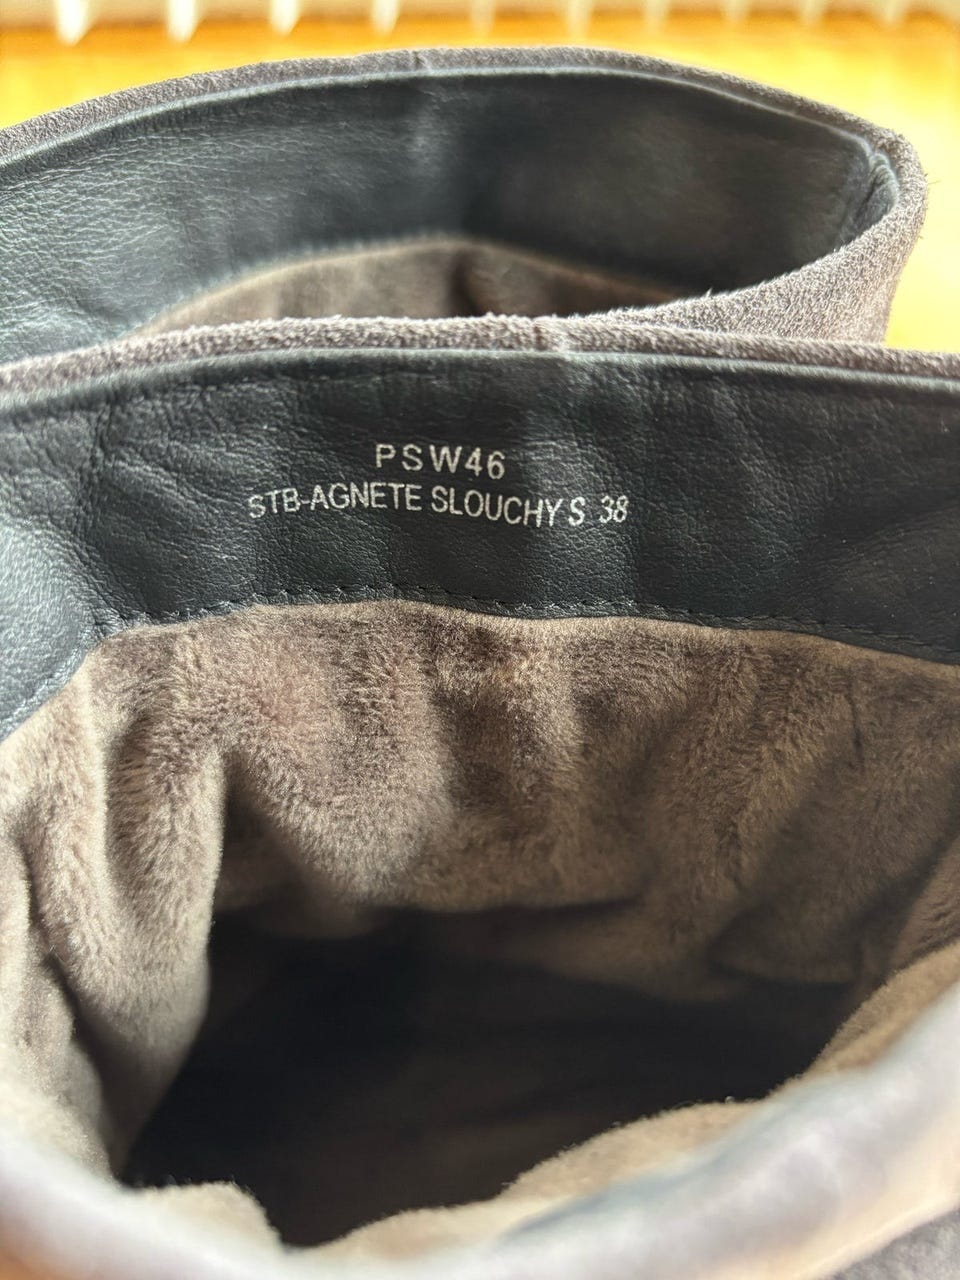 PSW46
STB-AGNETE SLOUCHY S 38